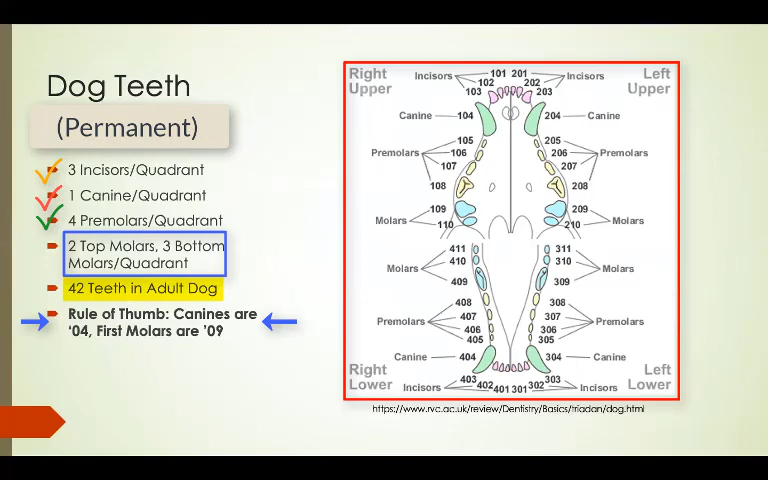 Dog Teeth
(Permanent)
3 Incisors/Quadrant
1 Canine/Quadrant
4 Premolars/Quadrant
2 Top Molars, 3 Bottom
Molars/Quadrant
42 Teeth in Adult Dog
Rule of Thumb: Canines are
‘04, First Molars are ’09
Right
Upper
Left
Upper
Incisors
101
201
Incisors
102
202
103
203
Canine
104
204
Canine
105
205
Premolars
106
206
Premolars
107
207
108
208
109
209
Molars
110
210
Molars
411
311
410
310
Molars
409
309
Molars
408
308
Premolars
407
307
Premolars
406
306
405
305
Canine
404
304
Canine
Right
Lower
Left
Lower
Incisors
403
402
401
301
302
303
Incisors
https://www.rvc.ac.uk/review/Dentistry/Basics/triadan/dog.html